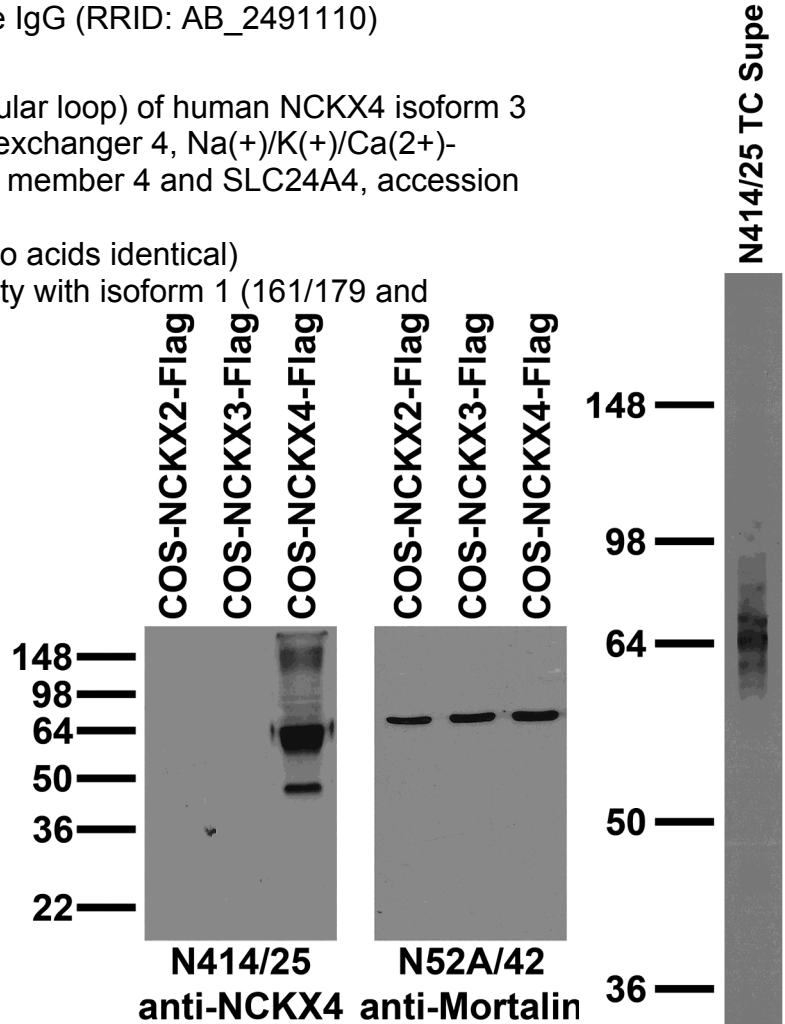 e IgG (RRID: AB_2491110)
ular loop) of human NCKX4 isoform 3
exchanger 4, Na(+)/K(+)/Ca(2+)-
member 4 and SLC24A4, accession
o acids identical)
ty with isoform 1 (161/179 and
COS-NCKX2-Flag
COS-NCKX3-Flag
COS-NCKX4-Flag
148
98
64
50
36
22
N414/25
anti-NCKX4
COS-NCKX2-Flag
COS-NCKX3-Flag
COS-NCKX4-Flag
N52A/42
anti-Mortalin
N414/25 TC Supe
148
98
64
50
36